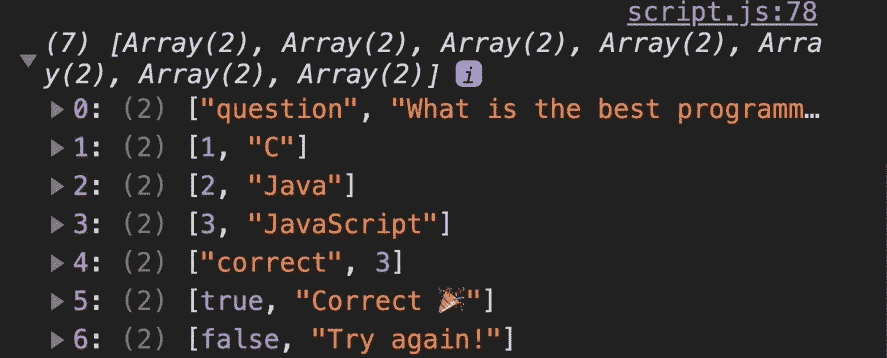 script.js:78
(7) [Array(2), Array(2), Array(2), Array(2), Arra
y(2), Array(2), Array(2)] i
0: (2) ["question", "What is the best programm…
1: (2) [1, "C"]
2: (2) [2, "Java"]
3: (2) [3, "JavaScript"]
4: (2) ["correct", 3]
5: (2) [true, "Correct 🎉"]
6: (2) [false, "Try again!"]